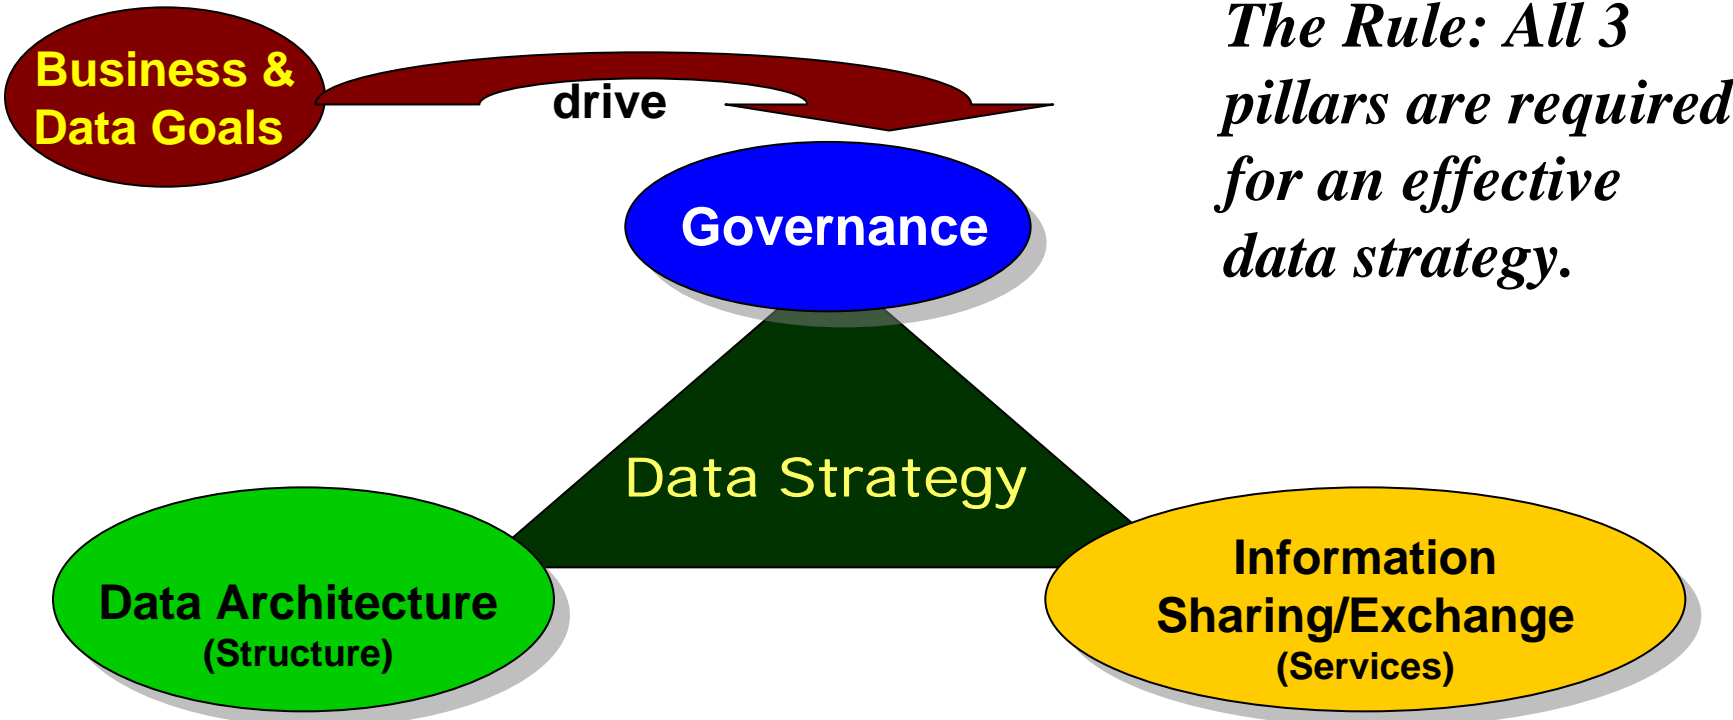 Business &
Data Goals
drive
The Rule: All 3
pillars are required
for an effective
data strategy.
Governance
Data Strategy
Data Architecture
(Structure)
Information
Sharing/Exchange
(Services)